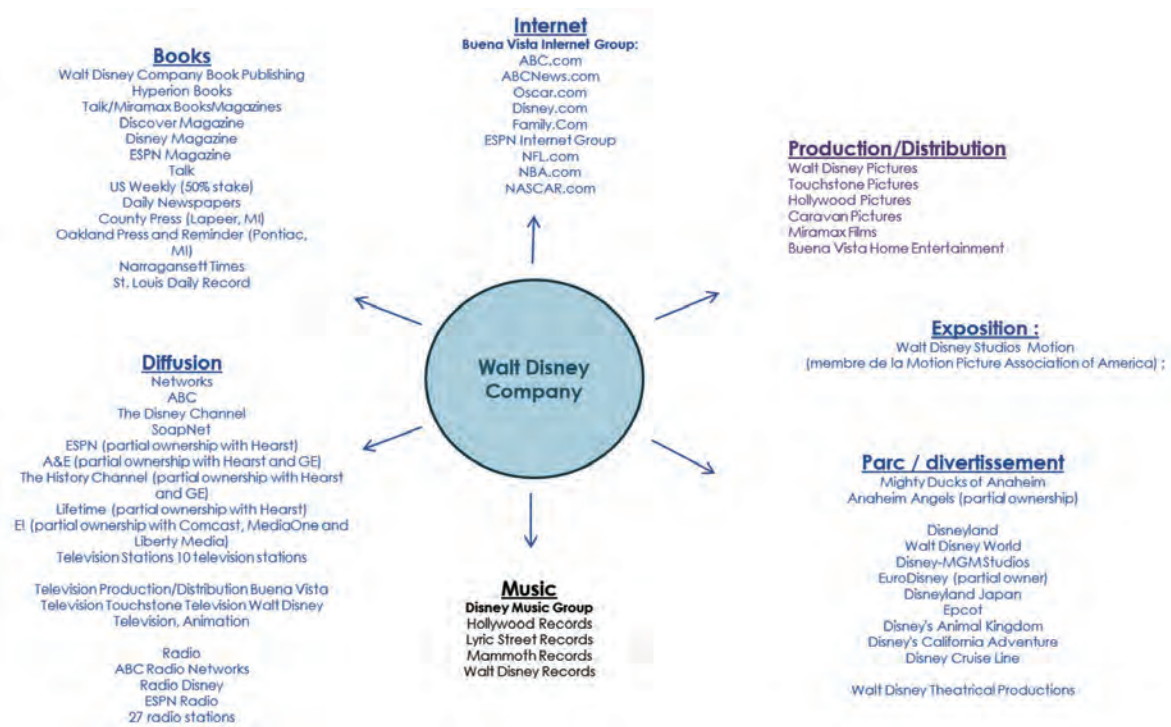 Internet
Buena Vista Internet Group:
ABC.com
ABCNews.com
Oscar.com
Disney.com
Family.Com
ESPN Internet Group
NFL.com
NBA.com
NASCAR.com
Books
Walt Disney Company Book Publishing
Hyperion Books
Talk/Miramax BooksMagazines
Discover Magazine
Disney Magazine
ESPN Magazine
Talk
US Weekly (50% stake)
Daily Newspapers
County Press (Lapeer, MI)
Oakland Press and Reminder (Pontiac,
MI)
Narragansett Times
St. Louis Daily Record
Production/Distribution
Walt Disney Pictures
Touchstone Pictures
Hollywood Pictures
Caravan Pictures
Miramax Films
Buena Vista Home Entertainment
Walt Disney
Company
Exposition :
Walt Disney Studios Motion
(membre de la Motion Picture Association of America) ;
Diffusion
Networks
ABC
The Disney Channel
SoapNet
ESPN (partial ownership with Hearst)
A&E (partial ownership with Hearst and GE)
The History Channel (partial ownership with Hearst
and GE)
Lifetime (partial ownership with Hearst)
E! (partial ownership with Comcast, MediaOne and
Liberty Media)
Television Stations 10 television stations
Television Production/Distribution Buena Vista
Television Touchstone Television Walt Disney
Television, Animation
Radio
ABC Radio Networks
Radio Disney
ESPN Radio
27 radio stations
Music
Disney Music Group
Hollywood Records
Lyric Street Records
Mammoth Records
Walt Disney Records
Parc / divertissement
Mighty Ducks of Anaheim
Anaheim Angels (partial ownership)
Disneyland
Walt Disney World
Disney-MGM Studios
EuroDisney (partial owner)
Disneyland Japan
Epcot
Disney's Animal Kingdom
Disney's California Adventure
Disney Cruise Line
Walt Disney Theatrical Productions